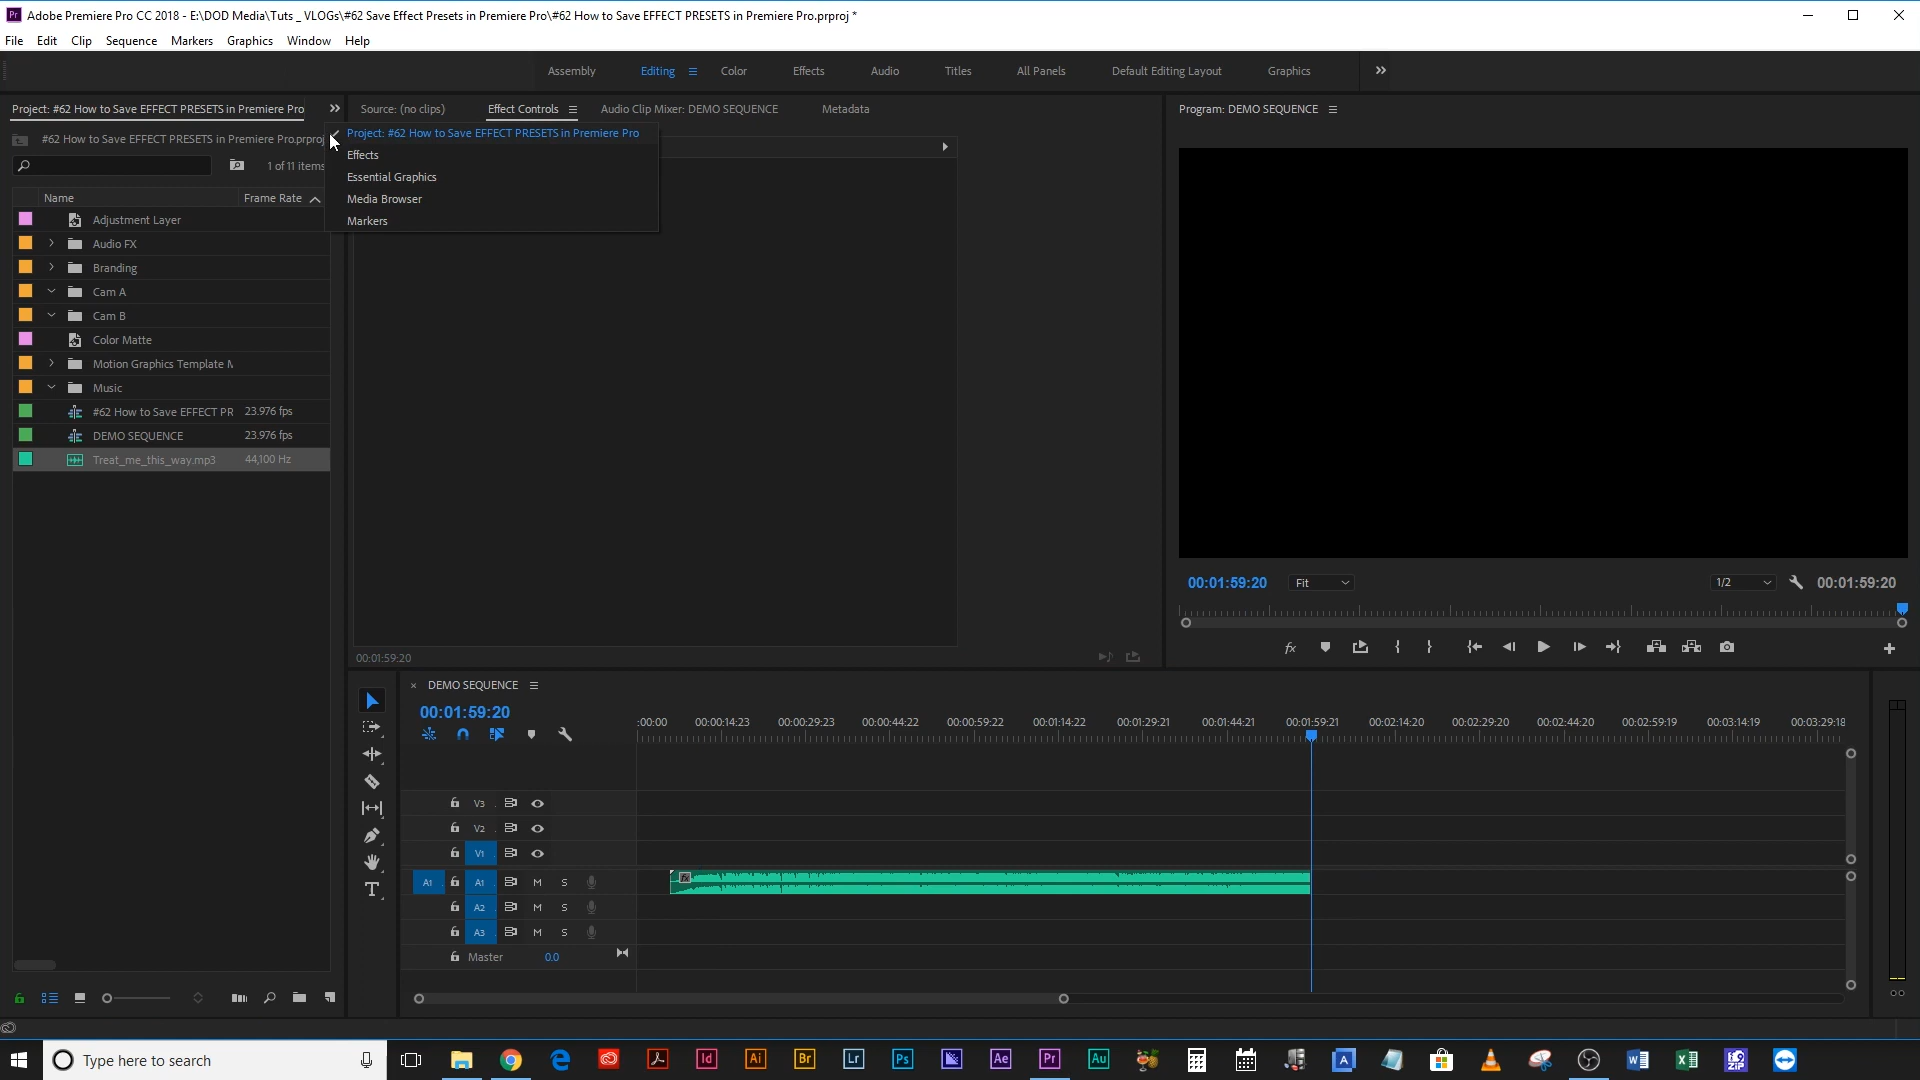 Adobe Premiere Pro CC 2018 - E:\DOD Media\Tuts _ VLOGs\#62 Save Effect Presets in Premiere Pro\#62 How to Save EFFECT PRESETS in Premiere Pro.prproj *
File Edit Clip Sequence Markers Graphics Window Help
Assembly Editing Color Effects Audio Titles All Panels Default Editing Layout Graphics
Project: #62 How to Save EFFECT PRESETS in Premiere Pro
Source: (no clips) Effect Controls Audio Clip Mixer: DEMO SEQUENCE Metadata
Program: DEMO SEQUENCE
#62 How to Save EFFECT PRESETS in Premiere Pro.prproj
1 of 11 items
Project: #62 How to Save EFFECT PRESETS in Premiere Pro
Effects
Essential Graphics
Media Browser
Markers
Name Frame Rate
Adjustment Layer
Audio FX
Branding
Cam A
Cam B
Color Matte
Motion Graphics Template M
Music
#62 How to Save EFFECT PR 23.976 fps
DEMO SEQUENCE 23.976 fps
Treat_me_this_way.mp3 44,100 Hz
00:01:59:20
00:01:59:20 Fit 1/2 00:01:59:20
fx
DEMO SEQUENCE
00:01:59:20
:00:00 00:00:14:23 00:00:29:23 00:00:44:22 00:00:59:22 00:01:14:22 00:01:29:21 00:01:44:21 00:01:59:21 00:02:14:20 00:02:29:20 00:02:44:20 00:02:59:19 00:03:14:19 00:03:29:18
V3
V2
V1
A1 A1 M S
A2 M S
A3 M S
Master 0.0
Type here to search
Id Ai Br Lr Ps Ae Pr Au